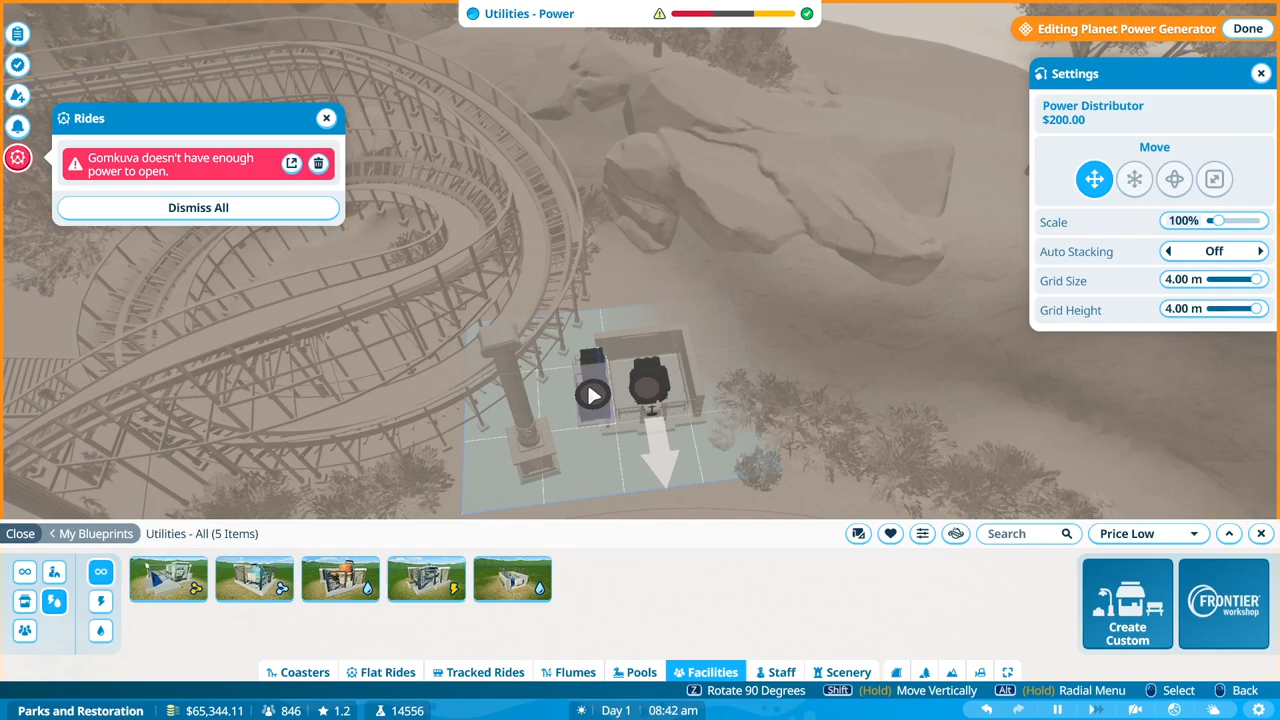 Utilities - Power
Editing Planet Power Generator
Done
Settings
Power Distributor
$200.00
Move
Scale
100%
Auto Stacking
Off
Grid Size
4.00 m
Grid Height
4.00 m
Rides
Gomkuva doesn't have enough
power to open.
Dismiss All
Close
My Blueprints
Utilities - All (5 Items)
Search
Price Low
Create
Custom
FRONTIER
workshop
Coasters
Flat Rides
Tracked Rides
Flumes
Pools
Facilities
Staff
Scenery
Z
Rotate 90 Degrees
Shift
(Hold)
Move Vertically
Alt
(Hold)
Radial Menu
Select
Back
Parks and Restoration
$65,344.11
846
1.2
14556
Day 1
08:42 am